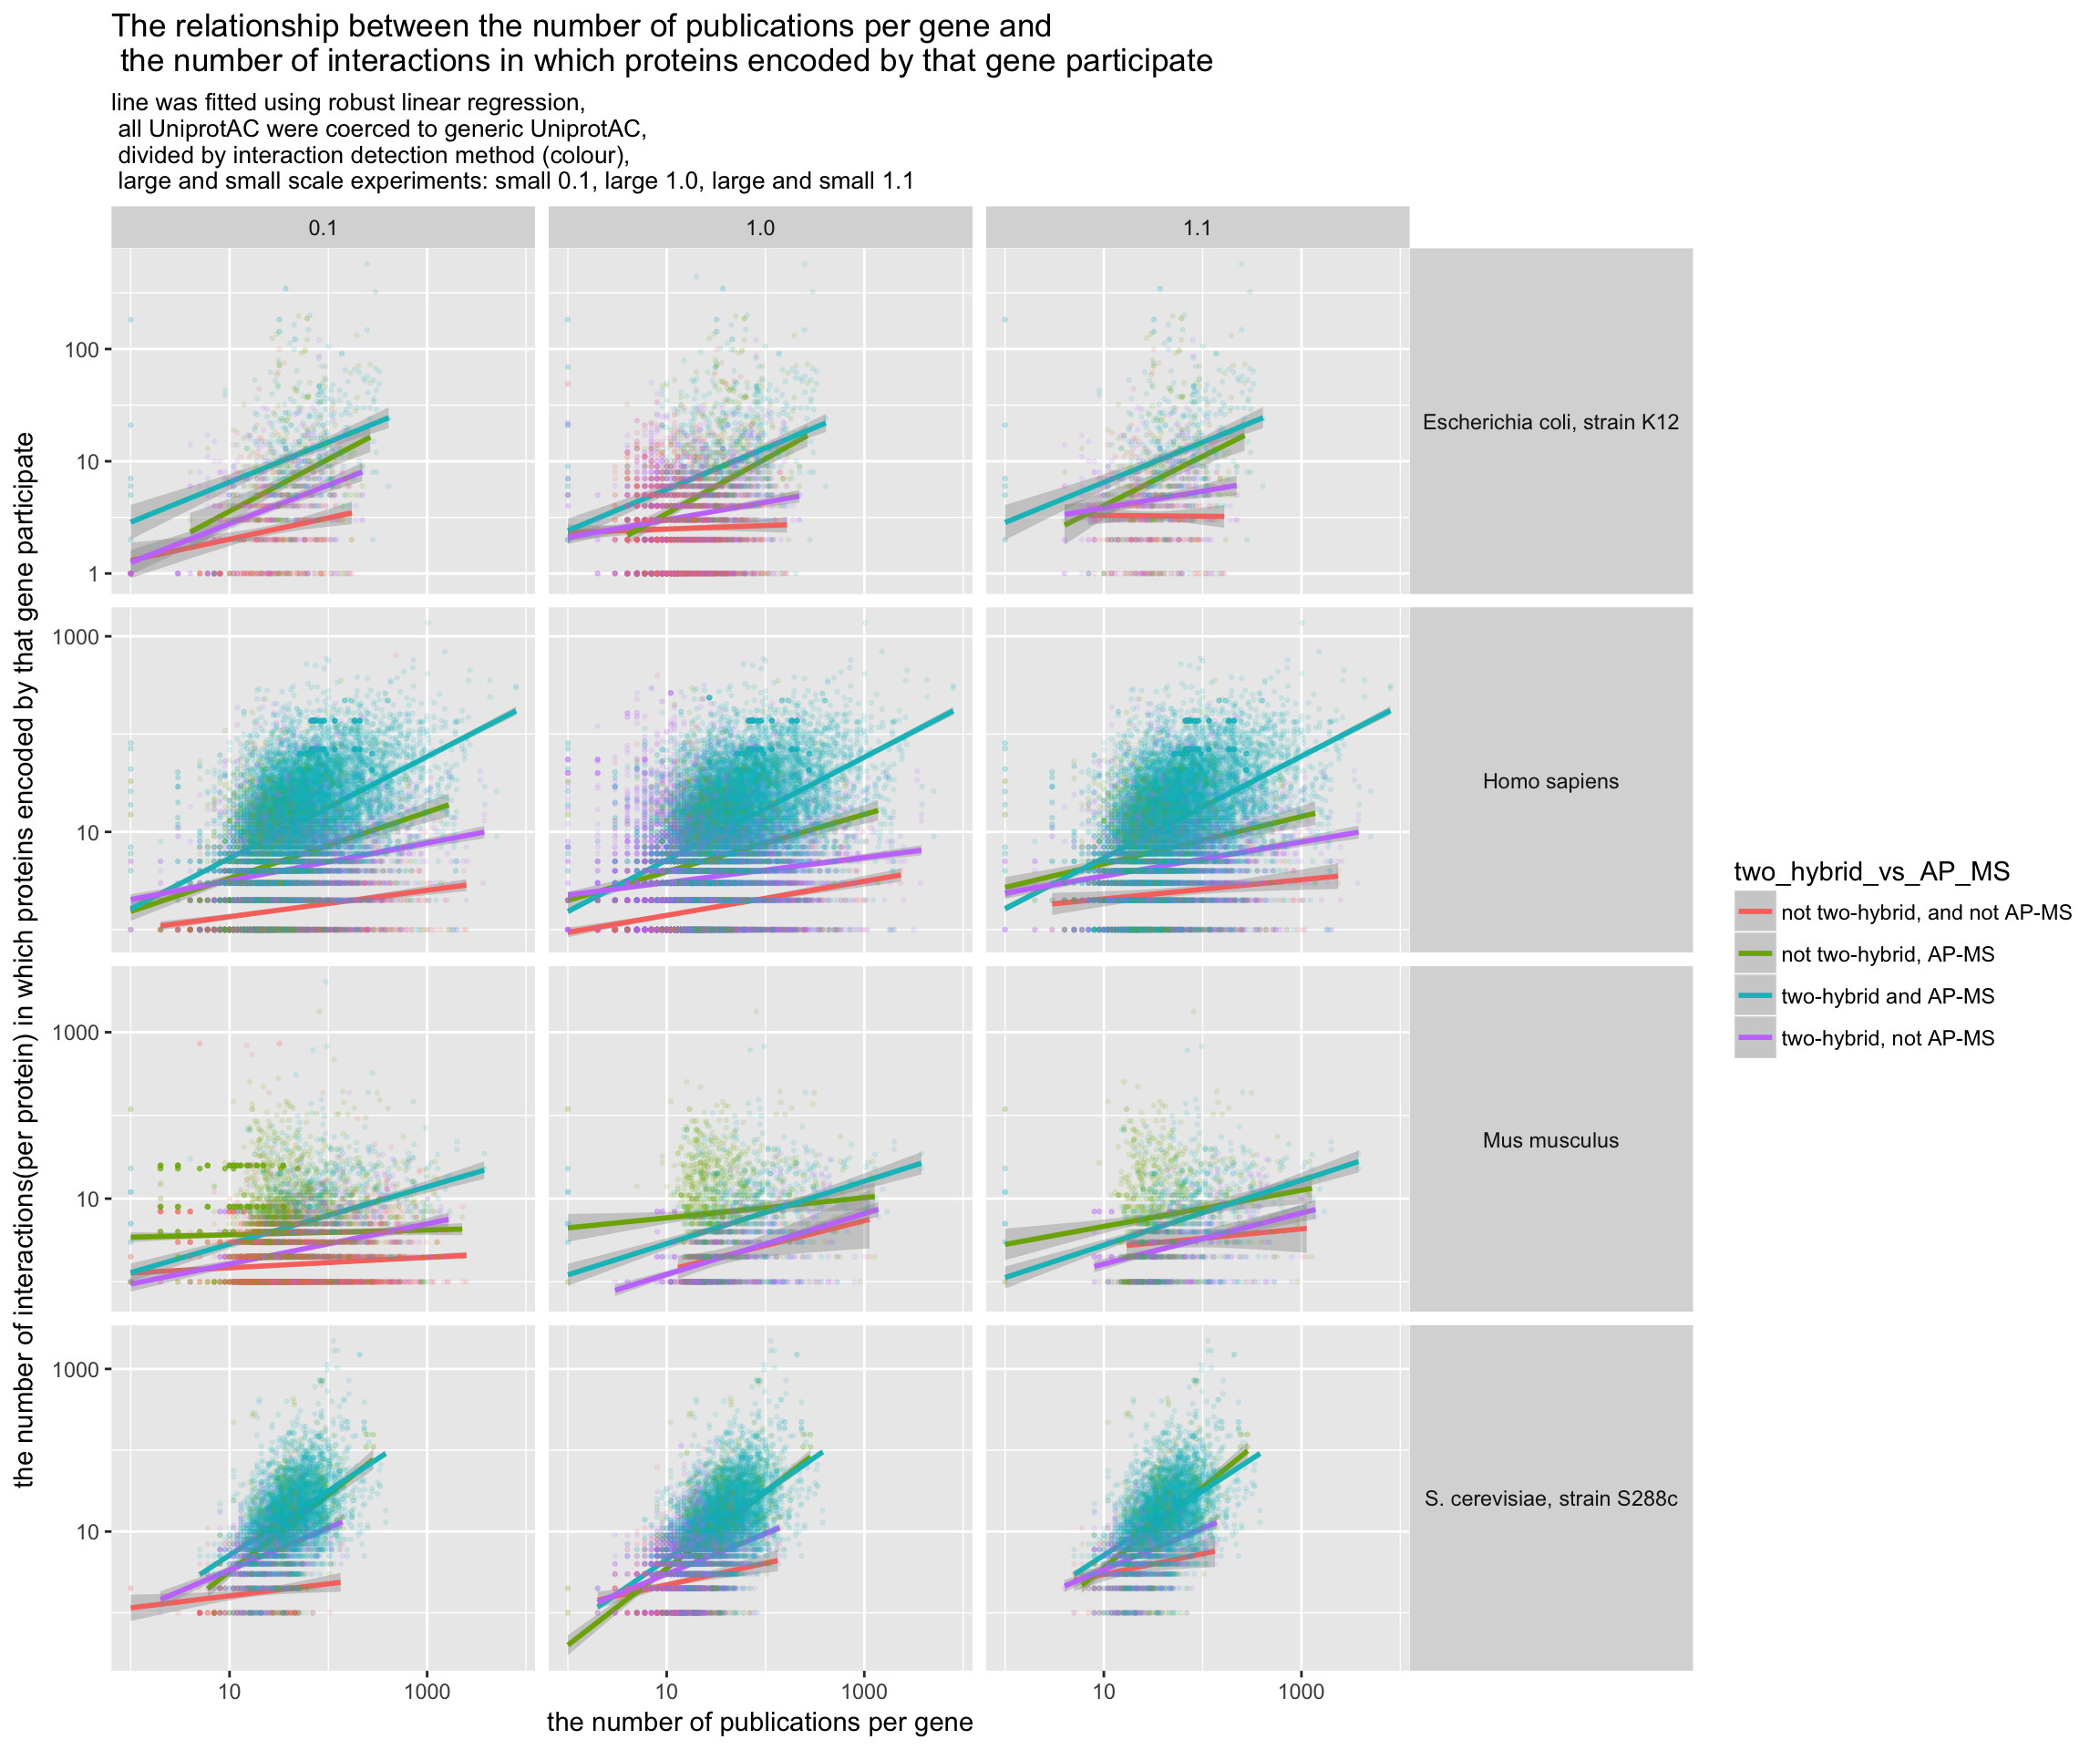 The relationship between the number of publications per gene and
the number of interactions in which proteins encoded by that gene participate
line was fitted using robust linear regression,
all UniprotAC were coerced to generic UniprotAC,
divided by interaction detection method (colour),
large and small scale experiments: small 0.1, large 1.0, large and small 1.1
0.1
1.0
1.1
the number of interactions(per protein) in which proteins encoded by that gene participate
100
10
1
Escherichia coli, strain K12
1000
10
Homo sapiens
1000
10
Mus musculus
1000
10
S. cerevisiae, strain S288c
10
1000
10
1000
10
1000
the number of publications per gene
two_hybrid_vs_AP_MS
not two-hybrid, and not AP-MS
not two-hybrid, AP-MS
two-hybrid and AP-MS
two-hybrid, not AP-MS